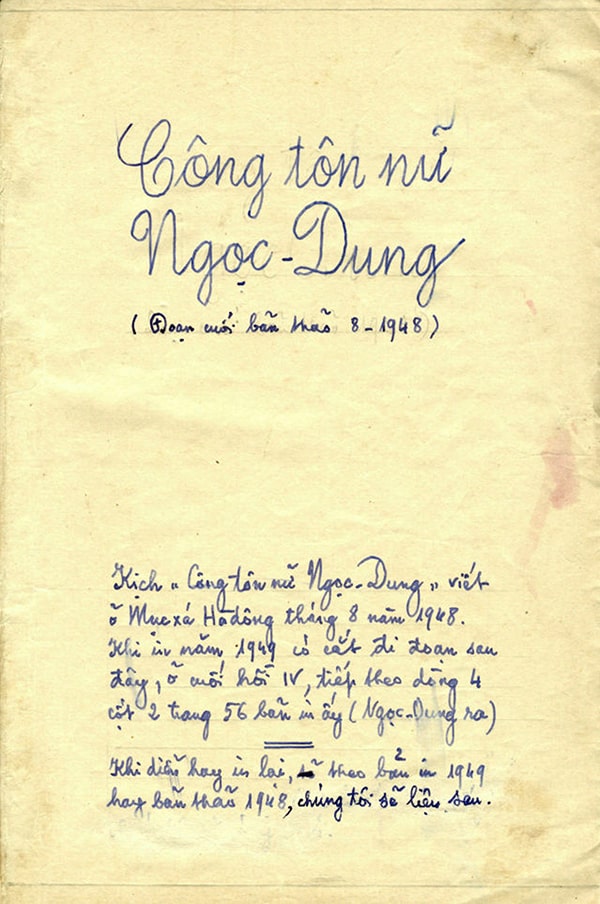 Công tôn nữ
Ngọc-Dung
(Đoạn cuối bản thảo 8-1948)
Kịch „Công tôn nữ Ngọc-Dung„ viết
ở Mục xá Hàđông tháng 8 năm 1948.
Khi in năm 1949 có cắt đi đoạn sau
đây, ở cuối hồi IV, tiếp theo dòng 4
cột 2 trang 56 bản in ấy (Ngọc-Dung ra)
Khi diễn hay in lại, sẽ theo bản in 1949
hay bản thảo 1948, chúng tôi sẽ liệu sau.